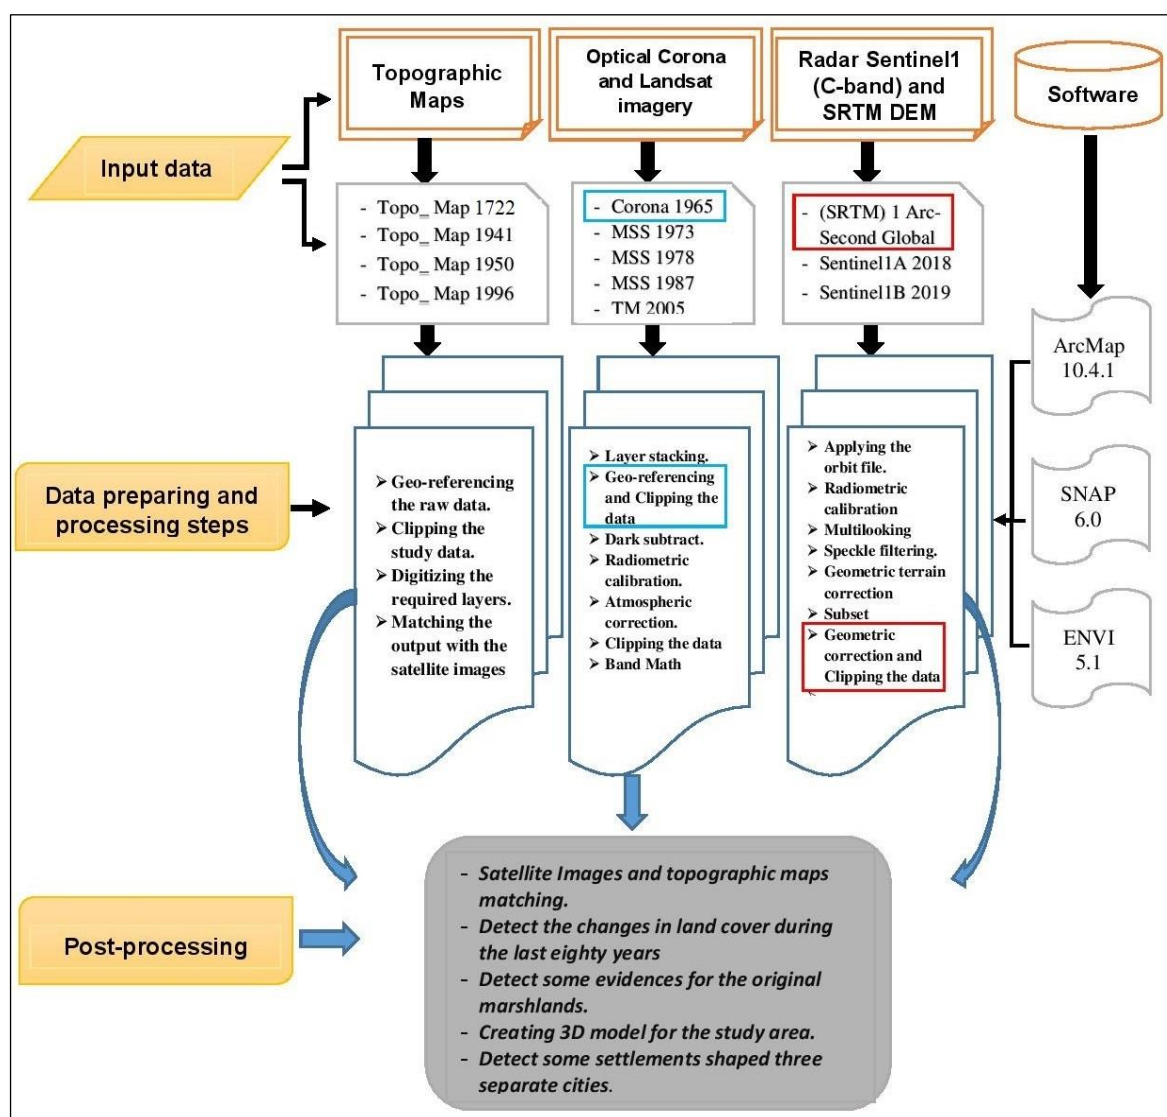 Topographic
Maps
Optical Corona
and Landsat
imagery
Radar Sentinel1
(C-band) and
SRTM DEM
Software
Input data
- Topo_ Map 1722
- Topo_ Map 1941
- Topo_ Map 1950
- Topo_ Map 1996
- Corona 1965
- MSS 1973
- MSS 1978
- MSS 1987
- TM 2005
- (SRTM) 1 Arc-
Second Global
- Sentinel1A 2018
- Sentinel1B 2019
ArcMap
10.4.1
SNAP
6.0
ENVI
5.1
Data preparing and
processing steps
➤ Geo-referencing
the raw data.
➤ Clipping the
study data.
➤ Digitizing the
required layers.
➤ Matching the
output with the
satellite images
➤ Layer stacking.
➤ Geo-referencing
and Clipping the
data
➤ Dark subtract.
➤ Radiometric
calibration.
➤ Atmospheric
correction.
➤ Clipping the data
➤ Band Math
➤ Applying the
orbit file.
➤ Radiometric
calibration
➤ Multilooking
➤ Speckle filtering.
➤ Geometric terrain
correction
➤ Subset
➤ Geometric
correction and
Clipping the data
Post-processing
- Satellite Images and topographic maps
matching.
- Detect the changes in land cover during
the last eighty years
- Detect some evidences for the original
marshlands.
- Creating 3D model for the study area.
- Detect some settlements shaped three
separate cities.